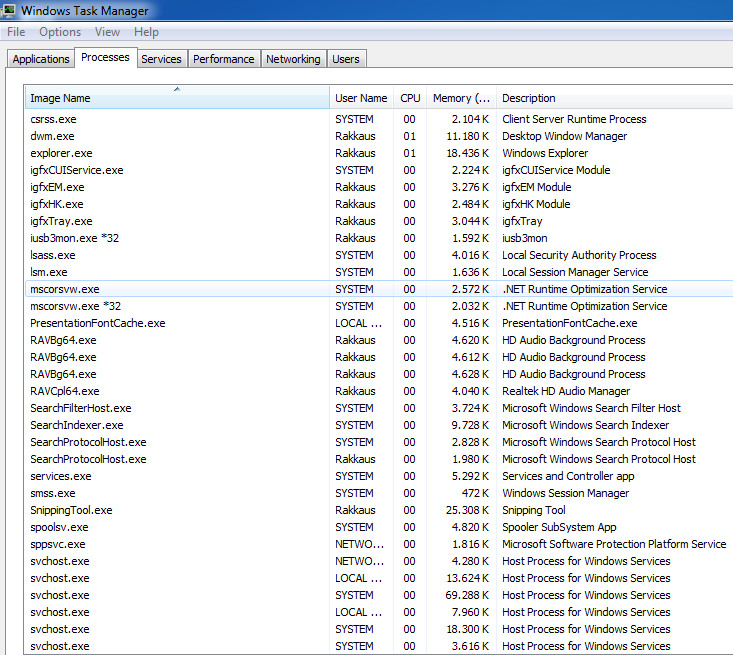 Windows Task Manager
File Options View Help
Applications Processes Services Performance Networking Users
Image Name User Name CPU Memory (... Description
csrss.exe SYSTEM 00 2.104 K Client Server Runtime Process
dwm.exe Rakkaus 01 11.180 K Desktop Window Manager
explorer.exe Rakkaus 01 18.436 K Windows Explorer
igfxCUIService.exe SYSTEM 00 2.224 K igfxCUIService Module
igfxEM.exe Rakkaus 00 3.276 K igfxEM Module
igfxHK.exe Rakkaus 00 2.484 K igfxHK Module
igfxTray.exe Rakkaus 00 3.044 K igfxTray
iusb3mon.exe *32 Rakkaus 00 1.592 K iusb3mon
lsass.exe SYSTEM 00 4.016 K Local Security Authority Process
lsm.exe SYSTEM 00 1.636 K Local Session Manager Service
mscorsvw.exe SYSTEM 00 2.572 K .NET Runtime Optimization Service
mscorsvw.exe *32 SYSTEM 00 2.032 K .NET Runtime Optimization Service
PresentationFontCache.exe LOCAL ... 00 4.516 K PresentationFontCache.exe
RAVBg64.exe Rakkaus 00 4.620 K HD Audio Background Process
RAVBg64.exe Rakkaus 00 4.612 K HD Audio Background Process
RAVBg64.exe Rakkaus 00 4.628 K HD Audio Background Process
RAVCpl64.exe Rakkaus 00 4.040 K Realtek HD Audio Manager
SearchFilterHost.exe SYSTEM 00 3.724 K Microsoft Windows Search Filter Host
SearchIndexer.exe SYSTEM 00 9.728 K Microsoft Windows Search Indexer
SearchProtocolHost.exe SYSTEM 00 2.828 K Microsoft Windows Search Protocol Host
SearchProtocolHost.exe Rakkaus 00 1.980 K Microsoft Windows Search Protocol Host
services.exe SYSTEM 00 5.292 K Services and Controller app
smss.exe SYSTEM 00 472 K Windows Session Manager
SnippingTool.exe Rakkaus 00 25.308 K Snipping Tool
spoolsv.exe SYSTEM 00 4.820 K Spooler SubSystem App
sppsvc.exe NETWO... 00 1.816 K Microsoft Software Protection Platform Service
svchost.exe NETWO... 00 4.280 K Host Process for Windows Services
svchost.exe LOCAL ... 00 13.624 K Host Process for Windows Services
svchost.exe SYSTEM 00 69.288 K Host Process for Windows Services
svchost.exe LOCAL ... 00 7.960 K Host Process for Windows Services
svchost.exe SYSTEM 00 18.300 K Host Process for Windows Services
svchost.exe SYSTEM 00 3.616 K Host Process for Windows Services